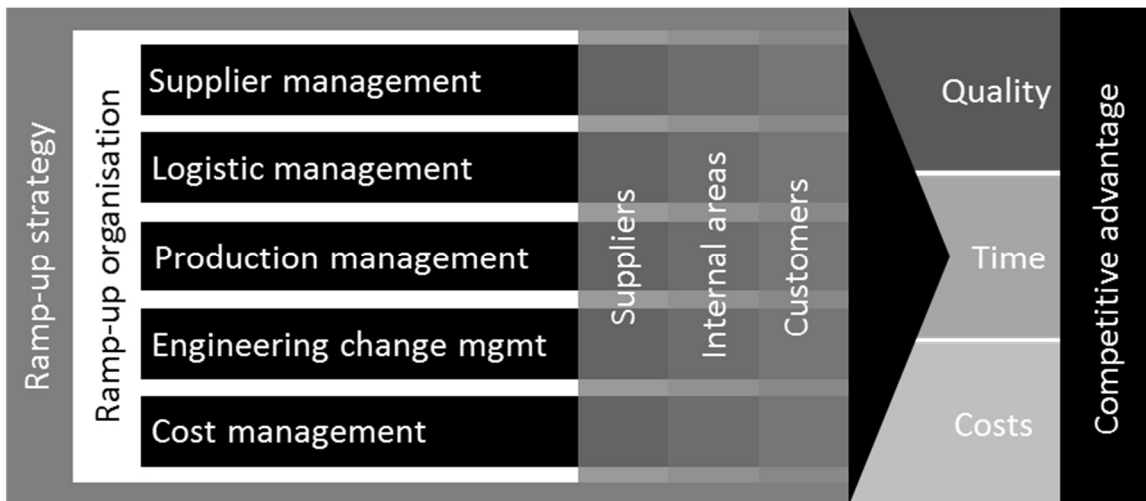 Ramp-up strategy
Ramp-up organisation
Supplier management
Logistic management
Production management
Engineering change mgmt
Cost management
Suppliers
Internal areas
Customers
Quality
Time
Costs
Competitive advantage